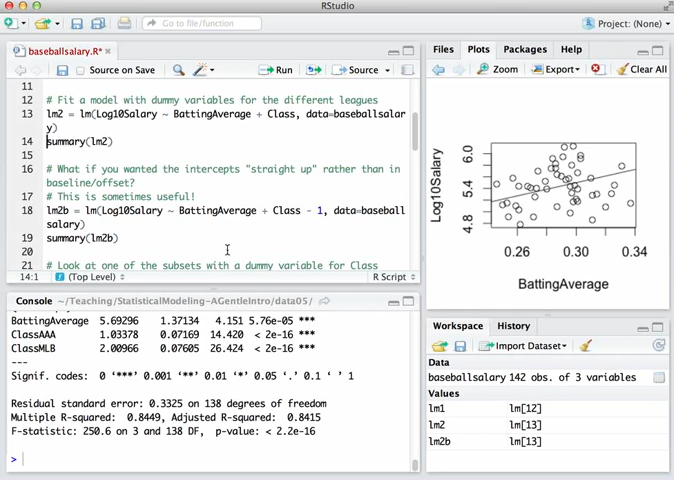 RStudio
Go to file/function
Project: (None)
baseballsalary.R*
Source on Save
Run
Source
11
12 # Fit a model with dummy variables for the different leagues
13 lm2 = lm(Log10Salary ~ BattingAverage + Class, data=baseballsalar
y)
14 summary(lm2)
15
16 # What if you wanted the intercepts "straight up" rather than in
baseline/offset?
17 # This is sometimes useful!
18 lm2b = lm(Log10Salary ~ BattingAverage + Class - 1, data=baseball
salary)
19 summary(lm2b)
20
21 # Look at one of the subsets with a dummy variable for Class
14:1 (Top Level) R Script
Console ~/Teaching/StatisticalModeling-AGentleIntro/data05/
BattingAverage 5.69296 1.37134 4.151 5.76e-05 ***
ClassAAA 1.03378 0.07169 14.420 < 2e-16 ***
ClassMLB 2.00966 0.07605 26.424 < 2e-16 ***
---
Signif. codes: 0 ‘***’ 0.001 ‘**’ 0.01 ‘*’ 0.05 ‘.’ 0.1 ‘ ’ 1
Residual standard error: 0.3325 on 138 degrees of freedom
Multiple R-squared: 0.8449, Adjusted R-squared: 0.8415
F-statistic: 250.6 on 3 and 138 DF, p-value: < 2.2e-16
>
Files Plots Packages Help
Zoom Export Clear All
Log10Salary
6.0
5.4
4.8
0.26 0.30 0.34
BattingAverage
Workspace History
Import Dataset
Data
baseballsalary 142 obs. of 3 variables
Values
lm1 lm[12]
lm2 lm[13]
lm2b lm[13]